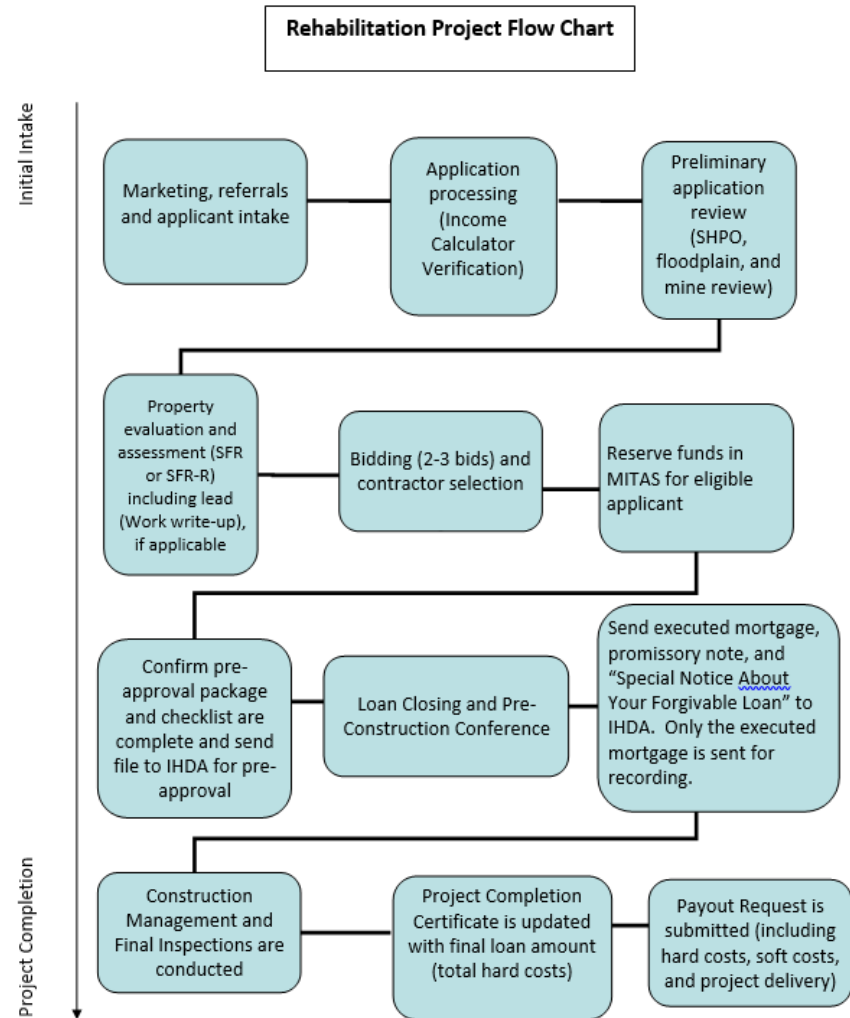 Rehabilitation Project Flow Chart
Initial Intake
Marketing, referrals
and applicant intake
Application
processing
(Income
Calculator
Verification)
Preliminary
application
review
(SHPO,
floodplain, and
mine review)
Property
evaluation and
assessment (SFR
or SFR-R)
including lead
(Work write-up),
if applicable
Bidding (2-3 bids) and
contractor selection
Reserve funds in
MITAS for eligible
applicant
Confirm pre-
approval package
and checklist are
complete and send
file to IHDA for pre-
approval
Loan Closing and Pre-
Construction Conference
Send executed mortgage,
promissory note, and
“Special Notice About
Your Forgivable Loan” to
IHDA.  Only the executed
mortgage is sent for
recording.
Project Completion
Construction
Management and
Final Inspections are
conducted
Project Completion
Certificate is updated
with final loan amount
(total hard costs)
Payout Request is
submitted (including
hard costs, soft costs,
and project delivery)